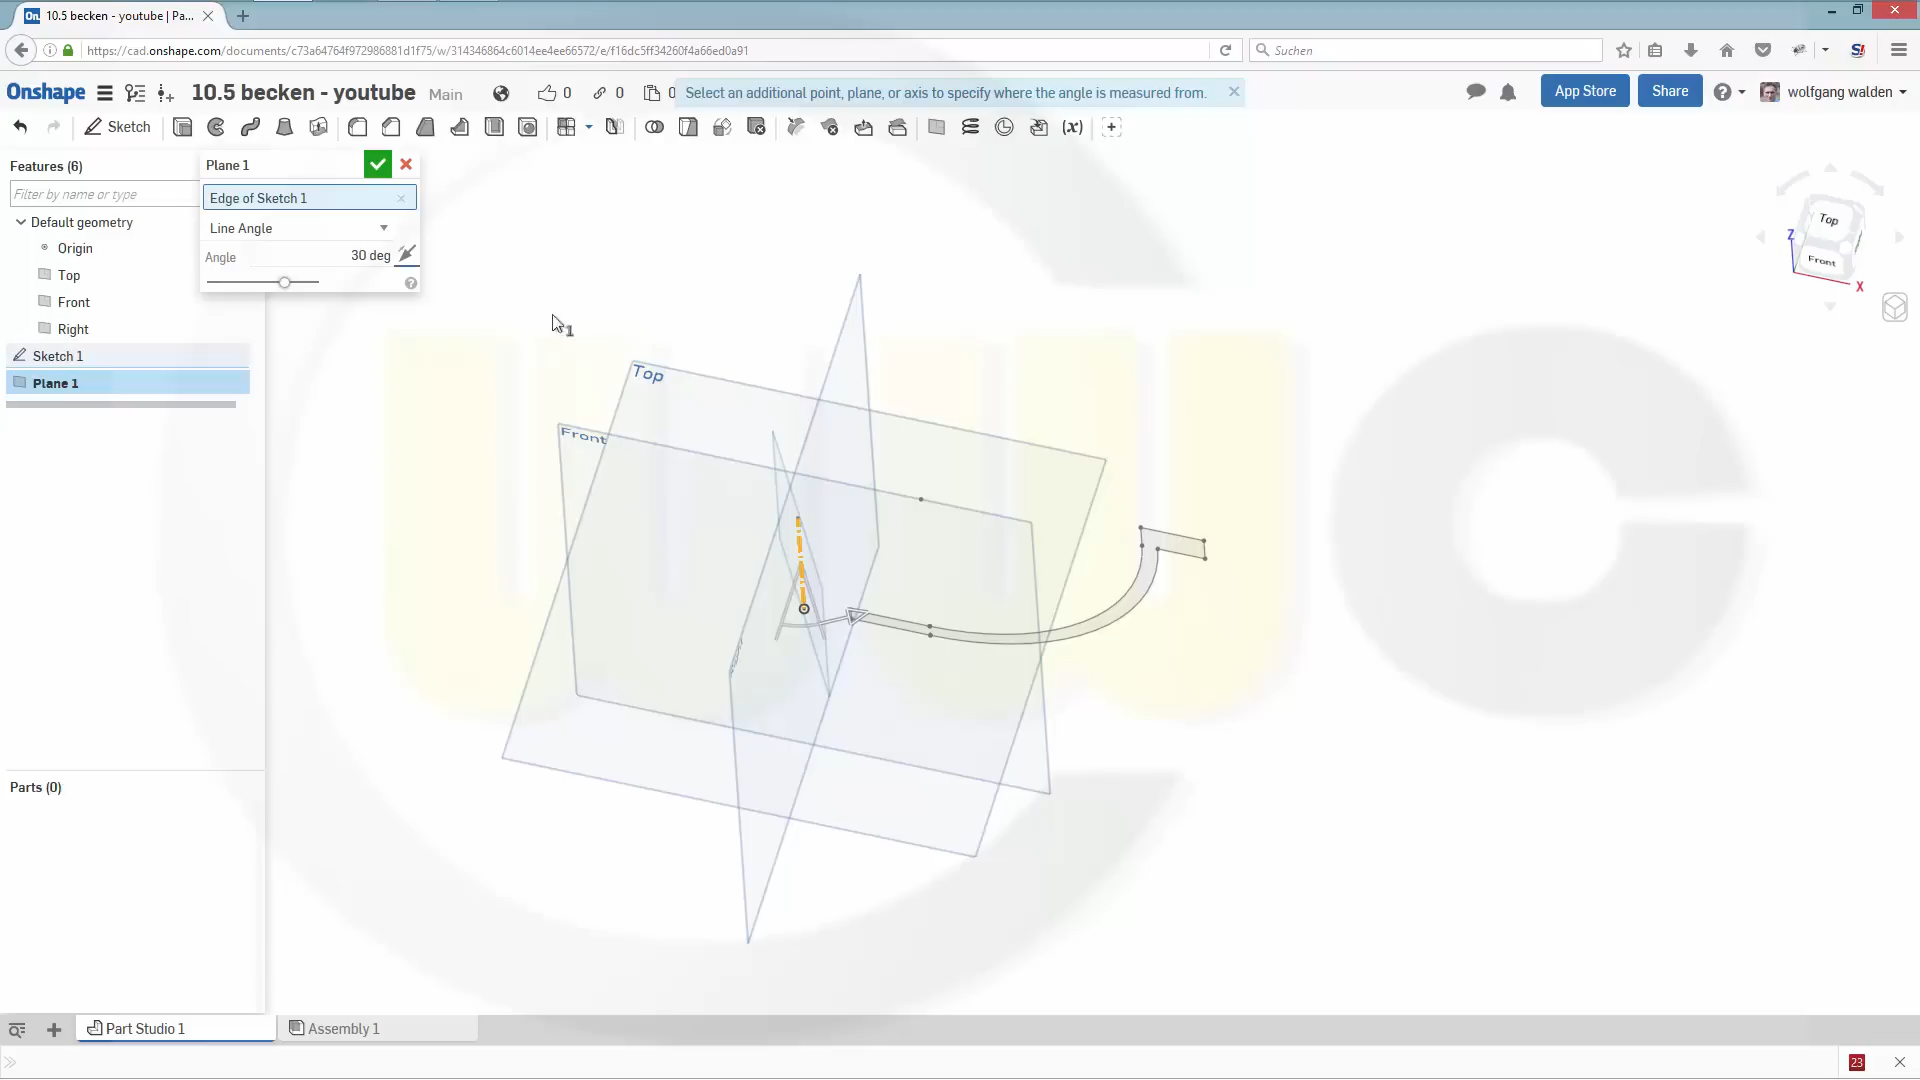 10.5 becken - youtube | Pa...
https://cad.onshape.com/documents/c73a64764f972986881d1f75/w/314346864c6014ee4ee66572/e/f16dc5ff34260f4a66ed0a91
Suchen
Onshape
10.5 becken - youtube
Main
0
0
0
Select an additional point, plane, or axis to specify where the angle is measured from.
App Store
Share
wolfgang walden
Sketch
(x)
Features (6)
Filter by name or type
Default geometry
Origin
Top
Front
Right
Sketch 1
Plane 1
Plane 1
Edge of Sketch 1
Line Angle
Angle
30 deg
1
Top
Front
Top
Front
Z
X
Parts (0)
Part Studio 1
Assembly 1
23